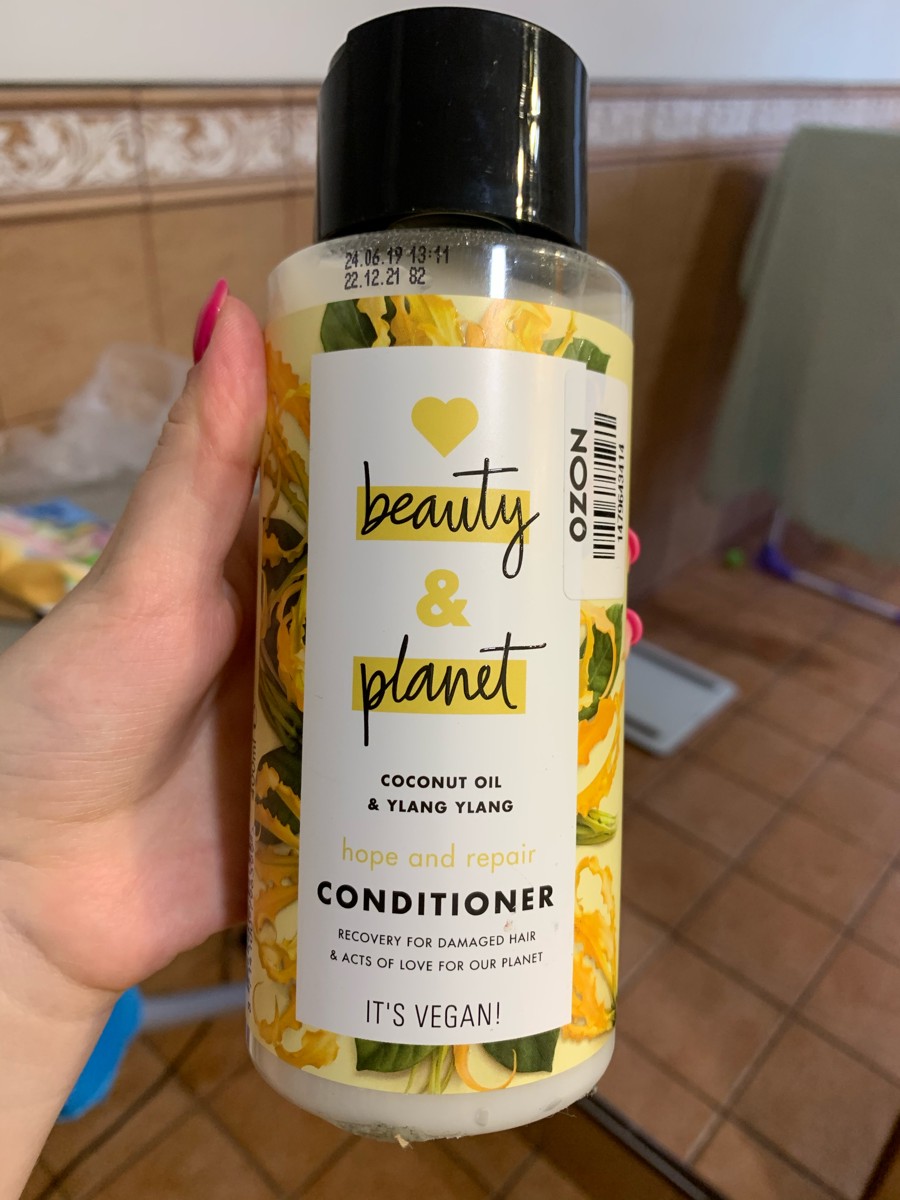 24.06.19 13:11
22.12.21 82
beauty
&
planet
COCONUT OIL
& YLANG YLANG
hope and repair
CONDITIONER
RECOVERY FOR DAMAGED HAIR
& ACTS OF LOVE FOR OUR PLANET
IT'S VEGAN!
OZON
1479643414